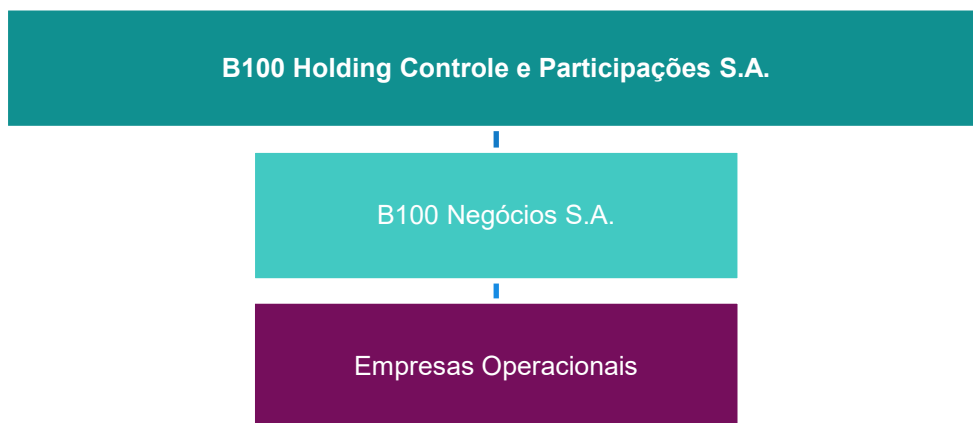 B100 Holding Controle e Participações S.A.
B100 Negócios S.A.
Empresas Operacionais